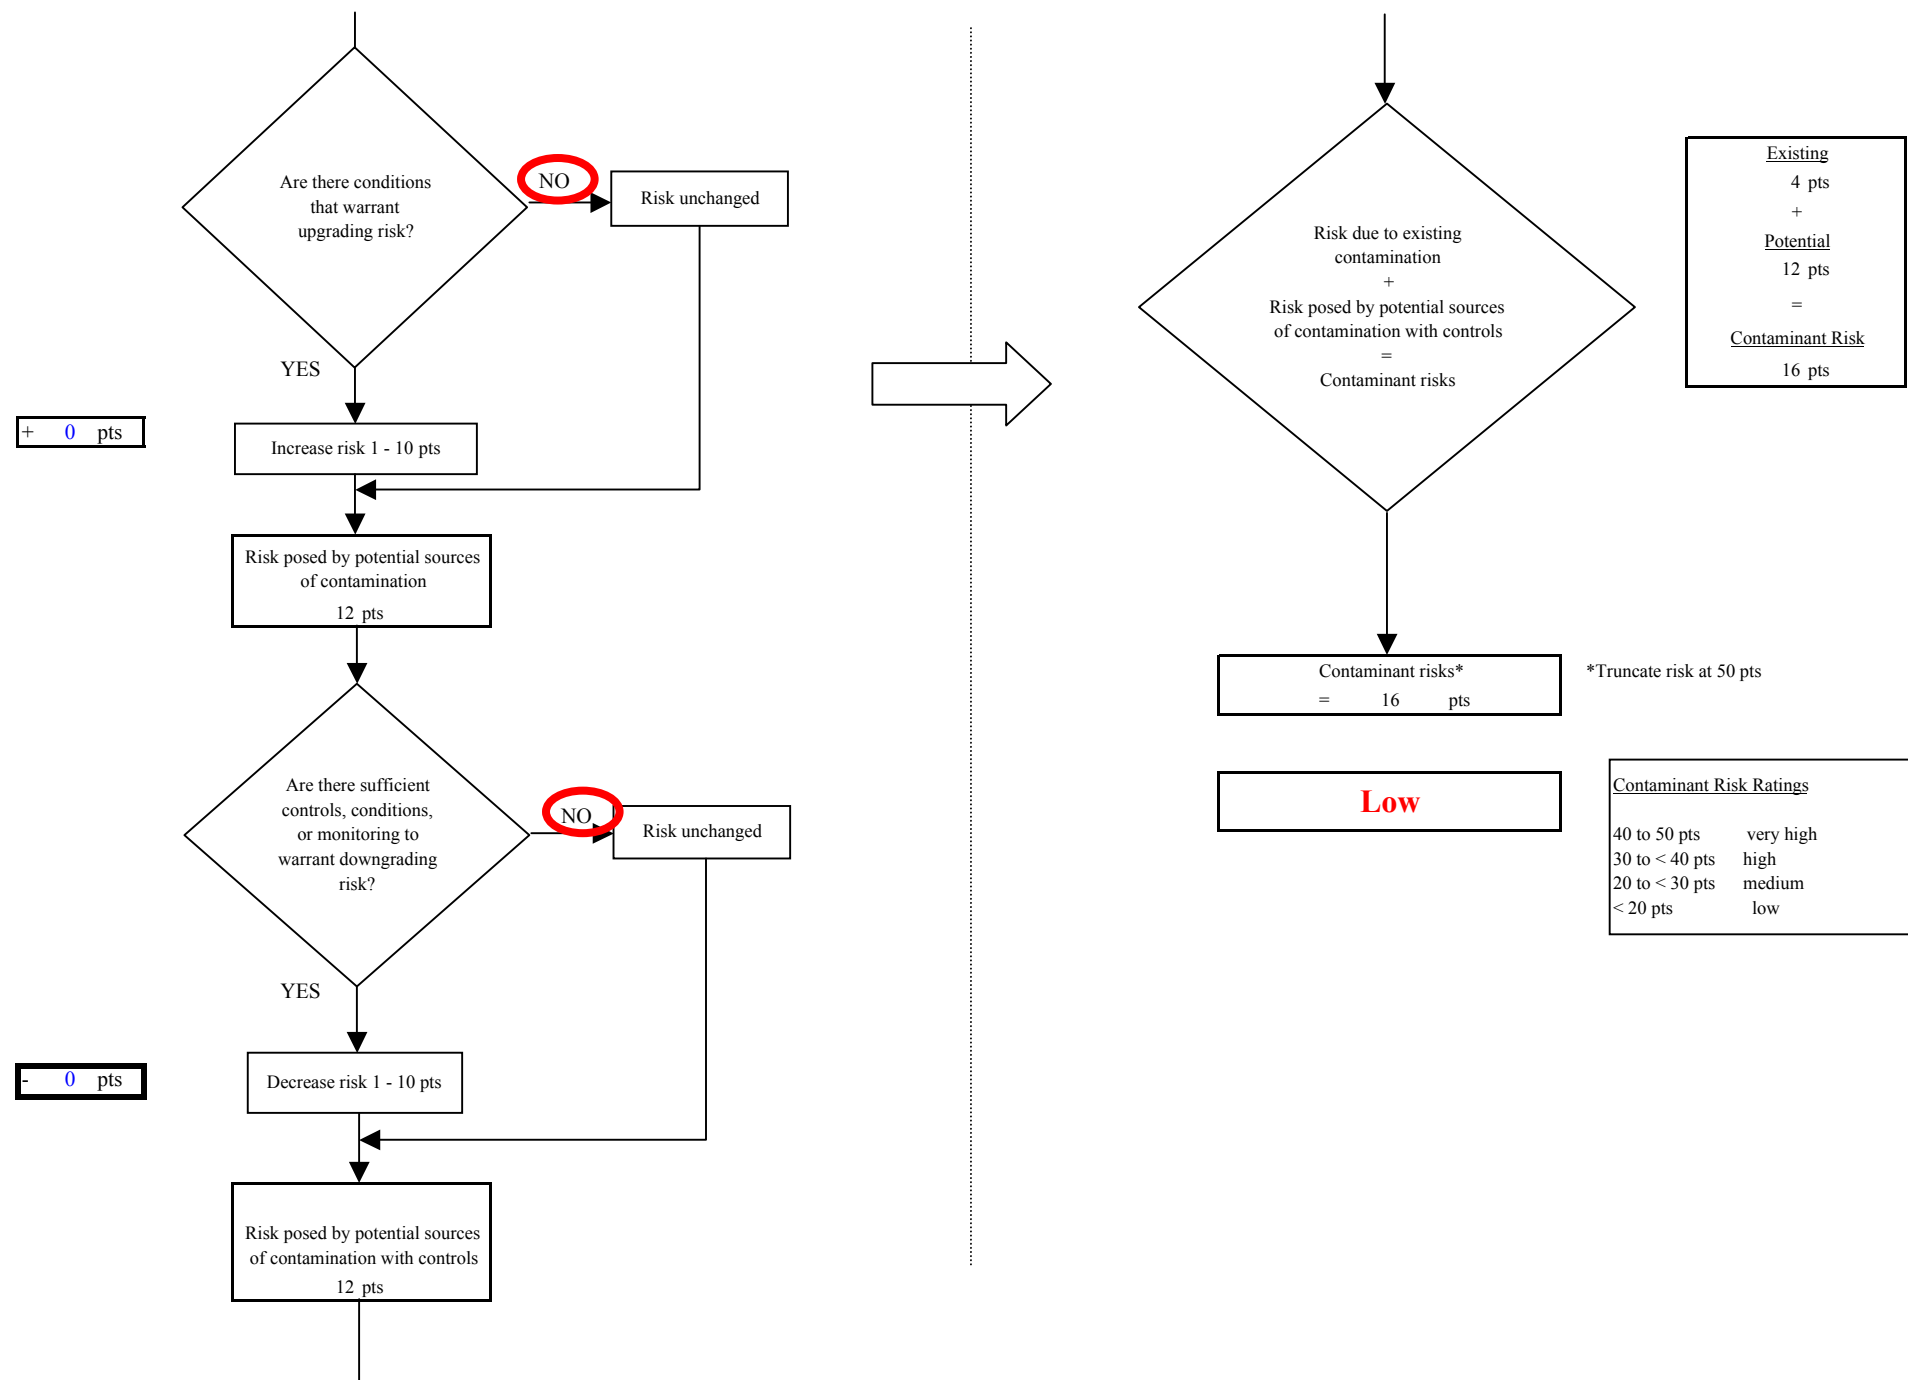 Are there conditions
that warrant
upgrading risk?
NO
Risk unchanged
YES
+ 0 pts
Increase risk 1 - 10 pts
Risk posed by potential sources
of contamination
12 pts
Are there sufficient
controls, conditions,
or monitoring to
warrant downgrading
risk?
NO
Risk unchanged
YES
- 0 pts
Decrease risk 1 - 10 pts
Risk posed by potential sources
of contamination with controls
12 pts
Risk due to existing
contamination
+
Risk posed by potential sources
of contamination with controls
=
Contaminant risks
Existing
4 pts
+
Potential
12 pts
=
Contaminant Risk
16 pts
Contaminant risks*
= 16 pts
*Truncate risk at 50 pts
Low
Contaminant Risk Ratings
40 to 50 pts very high
30 to < 40 pts high
20 to < 30 pts medium
< 20 pts low